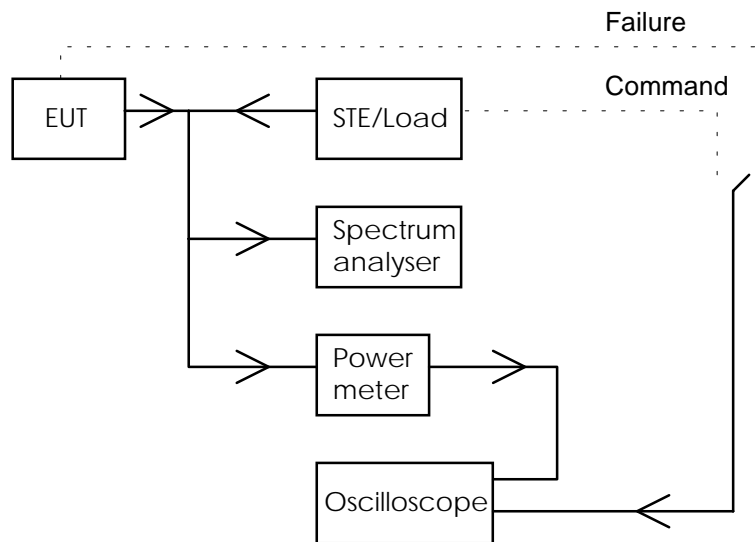 Failure
Command
EUT
STE/Load
Spectrum
analyser
Power
meter
Oscilloscope